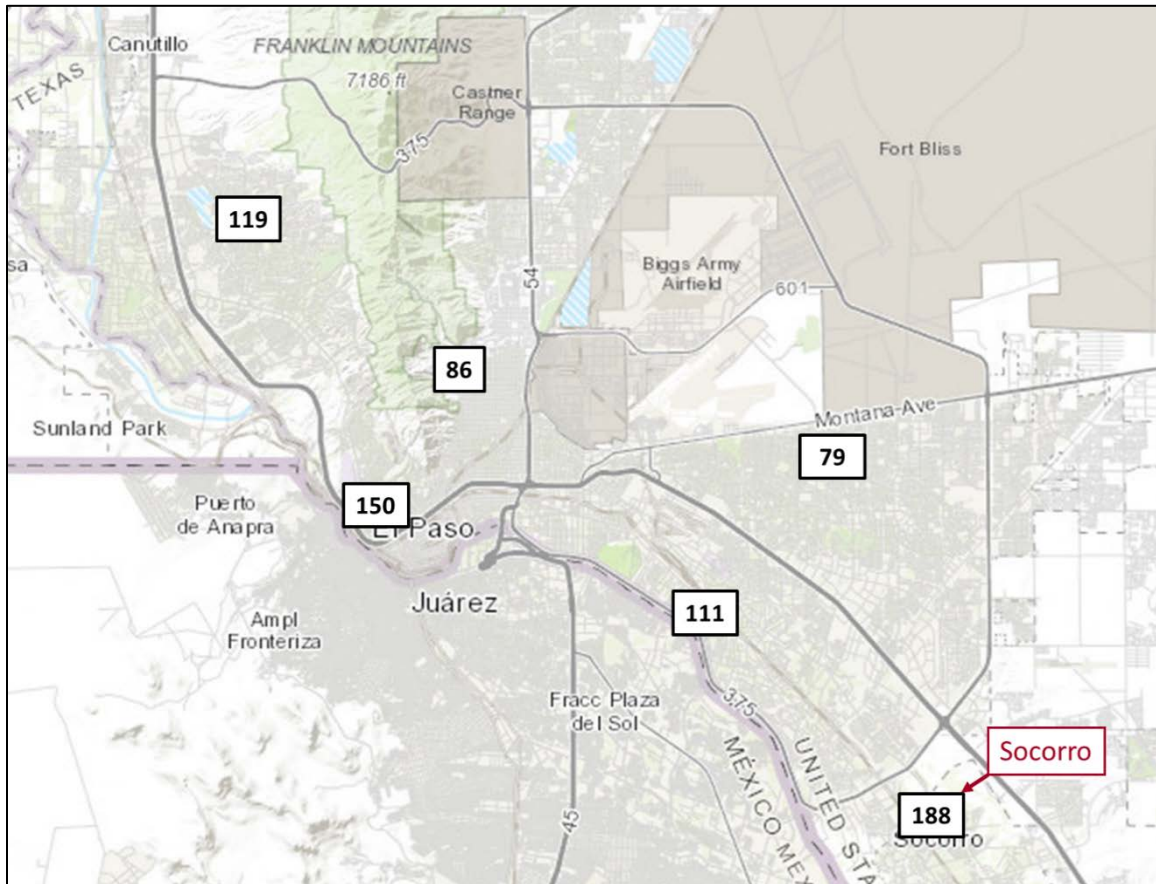 Canutillo
FRANKLIN MOUNTAINS
7186 ft
TEXAS
Castner
Range
375
Fort Bliss
119
sa
54
Biggs Army
Airfield
601
86
Montana-Ave
Sunland Park
79
Puerto
de Anapra
150
El Paso
Juárez
111
Ampl
Fronteriza
Fracc Plaza
del Sol
375
UNITED STA
MÉXICO MEX
Socorro
188
Socorro
45